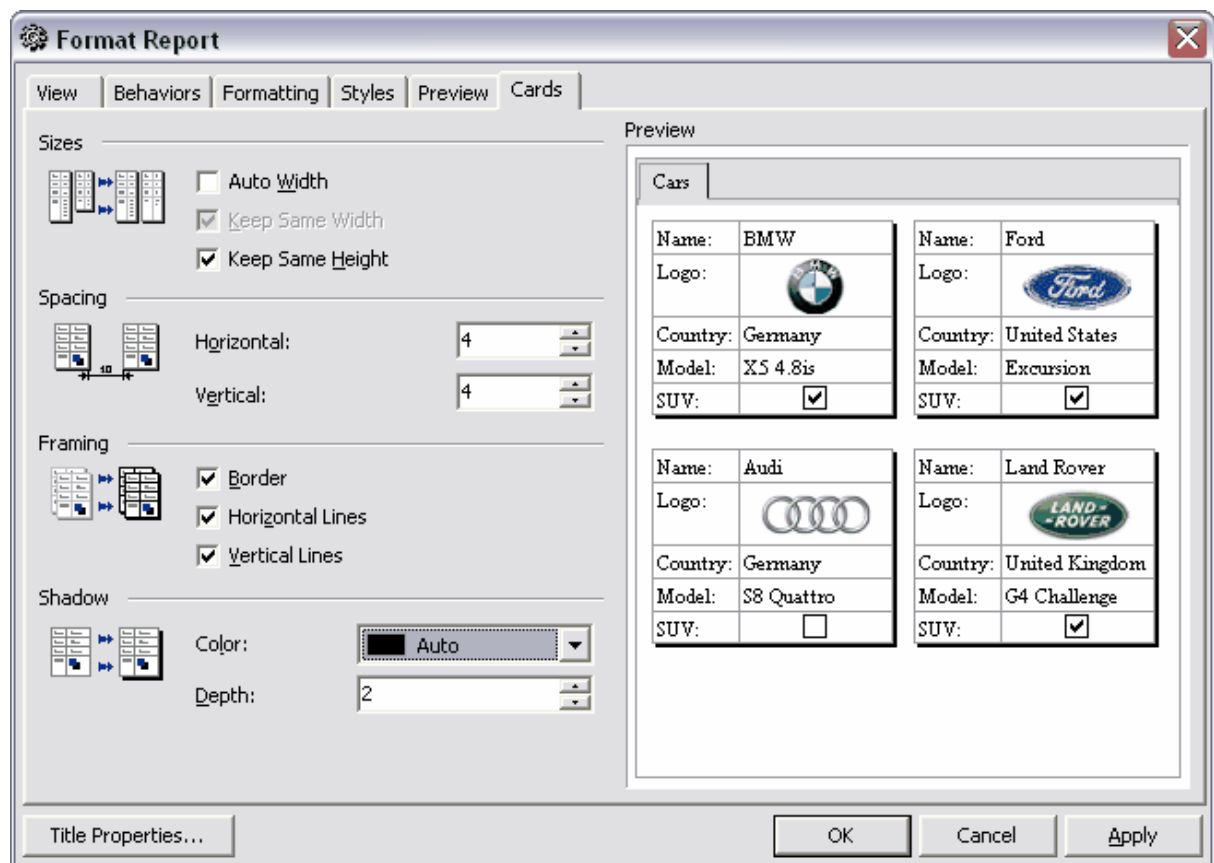 Format Report
View Behaviors Formatting Styles Preview Cards
Sizes
Auto Width
Keep Same Width
Keep Same Height
Spacing
10
Horizontal: 4
Vertical: 4
Framing
Border
Horizontal Lines
Vertical Lines
Shadow
Color: Auto
Depth: 2
Preview
Cars
Name: BMW
Logo: BMW
Country: Germany
Model: X5 4.8is
SUV:
Name: Ford
Logo: Ford
Country: United States
Model: Excursion
SUV:
Name: Audi
Logo:
Country: Germany
Model: S8 Quattro
SUV:
Name: Land Rover
Logo: LAND-
-ROVER
Country: United Kingdom
Model: G4 Challenge
SUV:
Title Properties... OK Cancel Apply